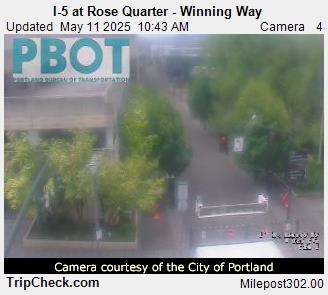 I-5 at Rose Quarter - Winning Way
Updated May 11 2025 10:43 AM Camera 4
PBOT
PORTLAND BUREAU OF TRANSPORTATION
Camera courtesy of the City of Portland
TripCheck.com Milepost302.00